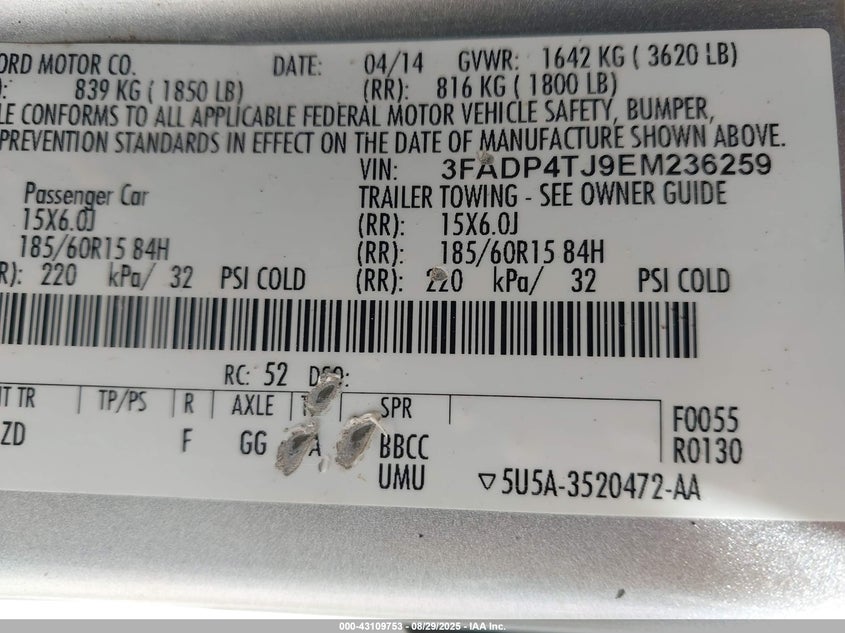 ORD MOTOR CO. DATE: 04/14 GVWR: 1642 KG ( 3620 LB)
): 839 KG ( 1850 LB) (RR): 816 KG ( 1800 LB)
LE CONFORMS TO ALL APPLICABLE FEDERAL MOTOR VEHICLE SAFETY, BUMPER,
PREVENTION STANDARDS IN EFFECT ON THE DATE OF MANUFACTURE SHOWN ABOVE.
VIN: 3FADP4TJ9EM236259
Passenger Car TRAILER TOWING - SEE OWNER GUIDE
15X6.0J (RR): 15X6.0J
185/60R15 84H (RR): 185/60R15 84H
R): 220 kPa/ 32 PSI COLD (RR): 220 kPa/ 32 PSI COLD
RC: 52 DSO:
IT TR TP/PS R AXLE SPR F0055
ZD F GG A BBCC R0130
UMU ▽5U5A-3520472-AA
000-43109753 - 08/29/2025 - IAA Inc.